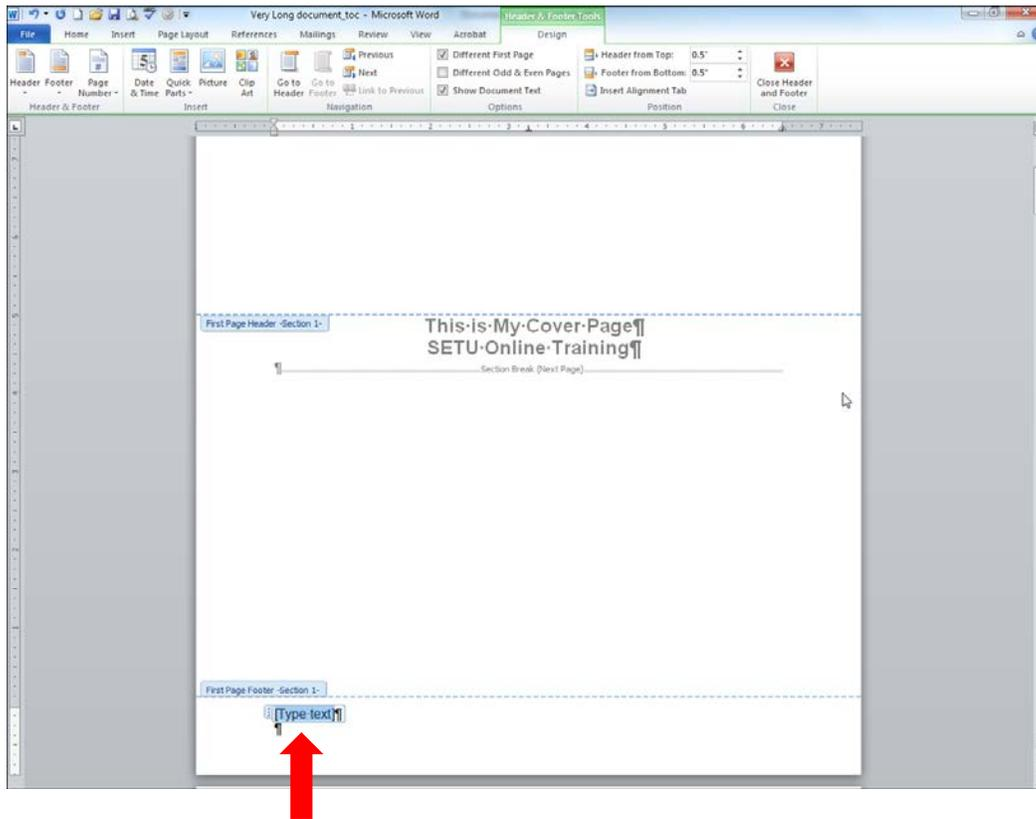 Very Long document_toc - Microsoft Word
Header & Footer Tools
File Home Insert Page Layout References Mailings Review View Acrobat Design
Header Footer Page Number
Date & Time Quick Parts Picture Clip Art
Go to Header Go to Footer
Previous
Next
Link to Previous
Different First Page
Different Odd & Even Pages
Show Document Text
Header from Top: 0.5"
Footer from Bottom: 0.5"
Insert Alignment Tab
Close Header and Footer
Header & Footer Insert Navigation Options Position Close
First Page Header -Section 1-
This·is·My·Cover·Page¶
SETU·Online·Training¶
¶ Section Break (Next Page)
First Page Footer -Section 1-
[Type·text]¶
¶